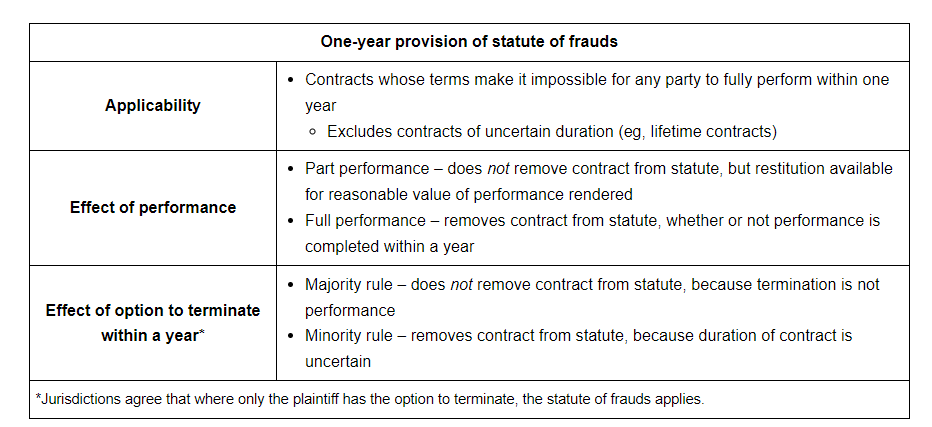 One-year provision of statute of frauds
Applicability
• Contracts whose terms make it impossible for any party to fully perform within one
year
○ Excludes contracts of uncertain duration (eg, lifetime contracts)
Effect of performance
• Part performance – does not remove contract from statute, but restitution available
for reasonable value of performance rendered
• Full performance – removes contract from statute, whether or not performance is
completed within a year
Effect of option to terminate
within a year*
• Majority rule – does not remove contract from statute, because termination is not
performance
• Minority rule – removes contract from statute, because duration of contract is
uncertain
*Jurisdictions agree that where only the plaintiff has the option to terminate, the statute of frauds applies.